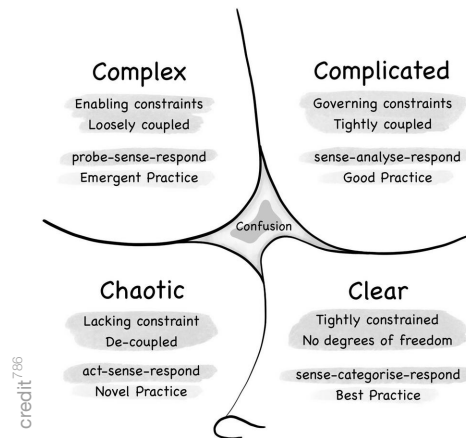 Complex
Enabling constraints
Loosely coupled
probe-sense-respond
Emergent Practice
Complicated
Governing constraints
Tightly coupled
sense-analyse-respond
Good Practice
Confusion
Chaotic
Lacking constraint
De-coupled
act-sense-respond
Novel Practice
Clear
Tightly constrained
No degrees of freedom
sense-categorise-respond
Best Practice
credit786